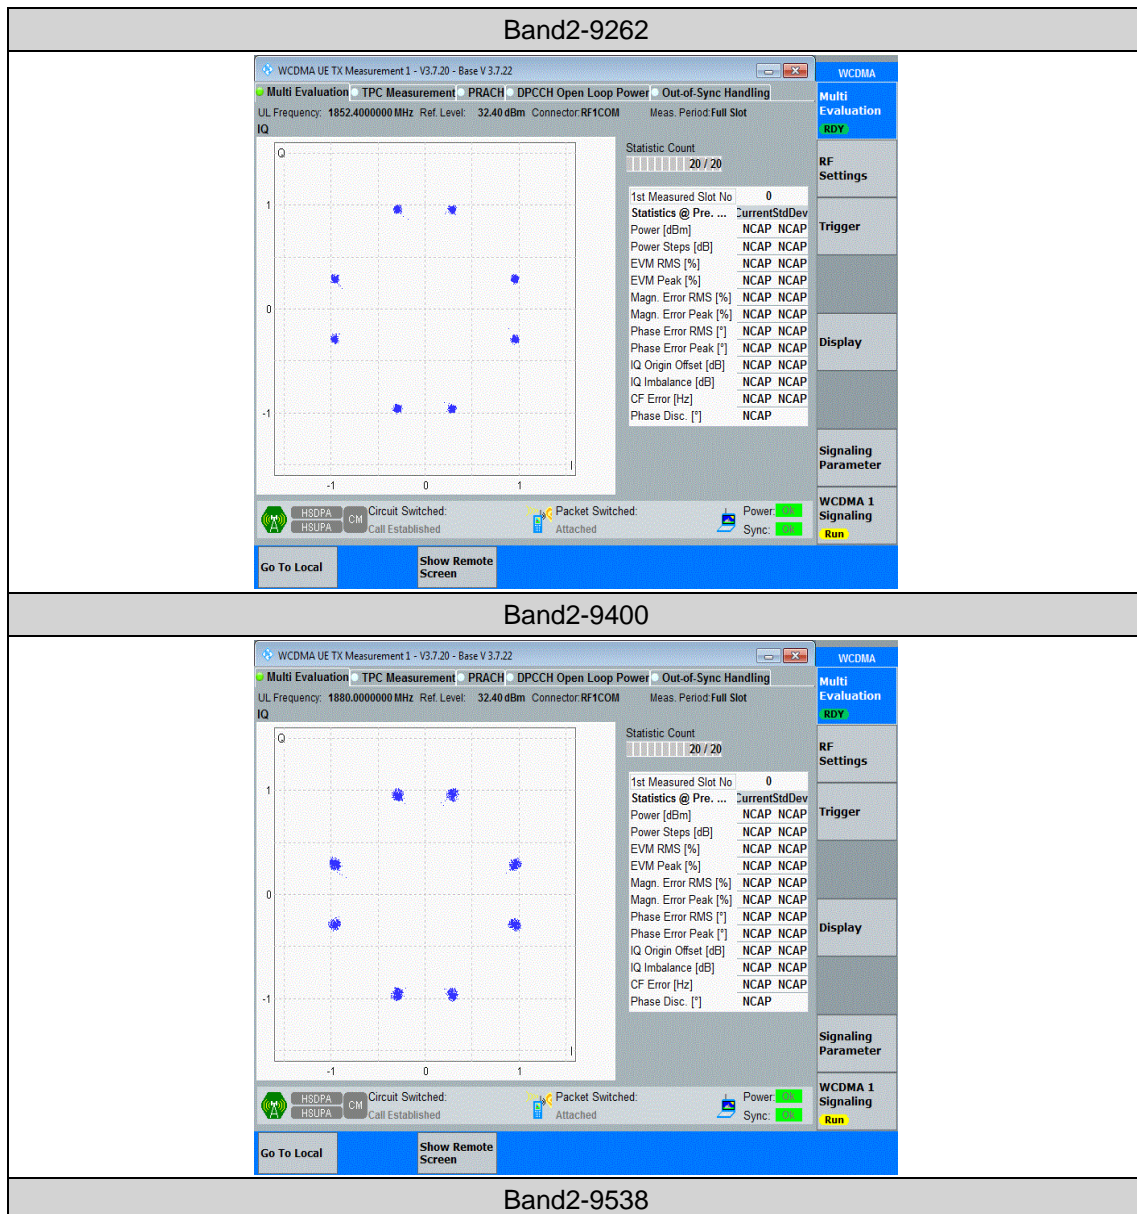 Band2-9262
WCDMA UE TX Measurement 1 - V3.7.20 - Base V 3.7.22
WCDMA
Multi Evaluation TPC Measurement PRACH DPCCH Open Loop Power Out-of-Sync Handling
Multi
Evaluation
RDY
UL Frequency: 1852.4000000 MHz Ref. Level: 32.40 dBm Connector:RF1COM Meas. Period:Full Slot
IQ
Q
1
0
-1
-1 0 1
I
Statistic Count
20 / 20
1st Measured Slot No 0
Statistics @ Pre. ... CurrentStdDev
Power [dBm] NCAP NCAP
Power Steps [dB] NCAP NCAP
EVM RMS [%] NCAP NCAP
EVM Peak [%] NCAP NCAP
Magn. Error RMS [%] NCAP NCAP
Magn. Error Peak [%] NCAP NCAP
Phase Error RMS [°] NCAP NCAP
Phase Error Peak [°] NCAP NCAP
IQ Origin Offset [dB] NCAP NCAP
IQ Imbalance [dB] NCAP NCAP
CF Error [Hz] NCAP NCAP
Phase Disc. [°] NCAP
RF
Settings
Trigger
Display
Signaling
Parameter
WCDMA 1
Signaling
Run
HSDPA
HSUPA
CM
Circuit Switched:
Call Established
Packet Switched:
Attached
Power: Ok
Sync: Ok
Go To Local
Show Remote
Screen
Band2-9400
WCDMA UE TX Measurement 1 - V3.7.20 - Base V 3.7.22
WCDMA
Multi Evaluation TPC Measurement PRACH DPCCH Open Loop Power Out-of-Sync Handling
Multi
Evaluation
RDY
UL Frequency: 1880.0000000 MHz Ref. Level: 32.40 dBm Connector:RF1COM Meas. Period:Full Slot
IQ
Q
1
0
-1
-1 0 1
I
Statistic Count
20 / 20
1st Measured Slot No 0
Statistics @ Pre. ... CurrentStdDev
Power [dBm] NCAP NCAP
Power Steps [dB] NCAP NCAP
EVM RMS [%] NCAP NCAP
EVM Peak [%] NCAP NCAP
Magn. Error RMS [%] NCAP NCAP
Magn. Error Peak [%] NCAP NCAP
Phase Error RMS [°] NCAP NCAP
Phase Error Peak [°] NCAP NCAP
IQ Origin Offset [dB] NCAP NCAP
IQ Imbalance [dB] NCAP NCAP
CF Error [Hz] NCAP NCAP
Phase Disc. [°] NCAP
RF
Settings
Trigger
Display
Signaling
Parameter
WCDMA 1
Signaling
Run
HSDPA
HSUPA
CM
Circuit Switched:
Call Established
Packet Switched:
Attached
Power: Ok
Sync: Ok
Go To Local
Show Remote
Screen
Band2-9538